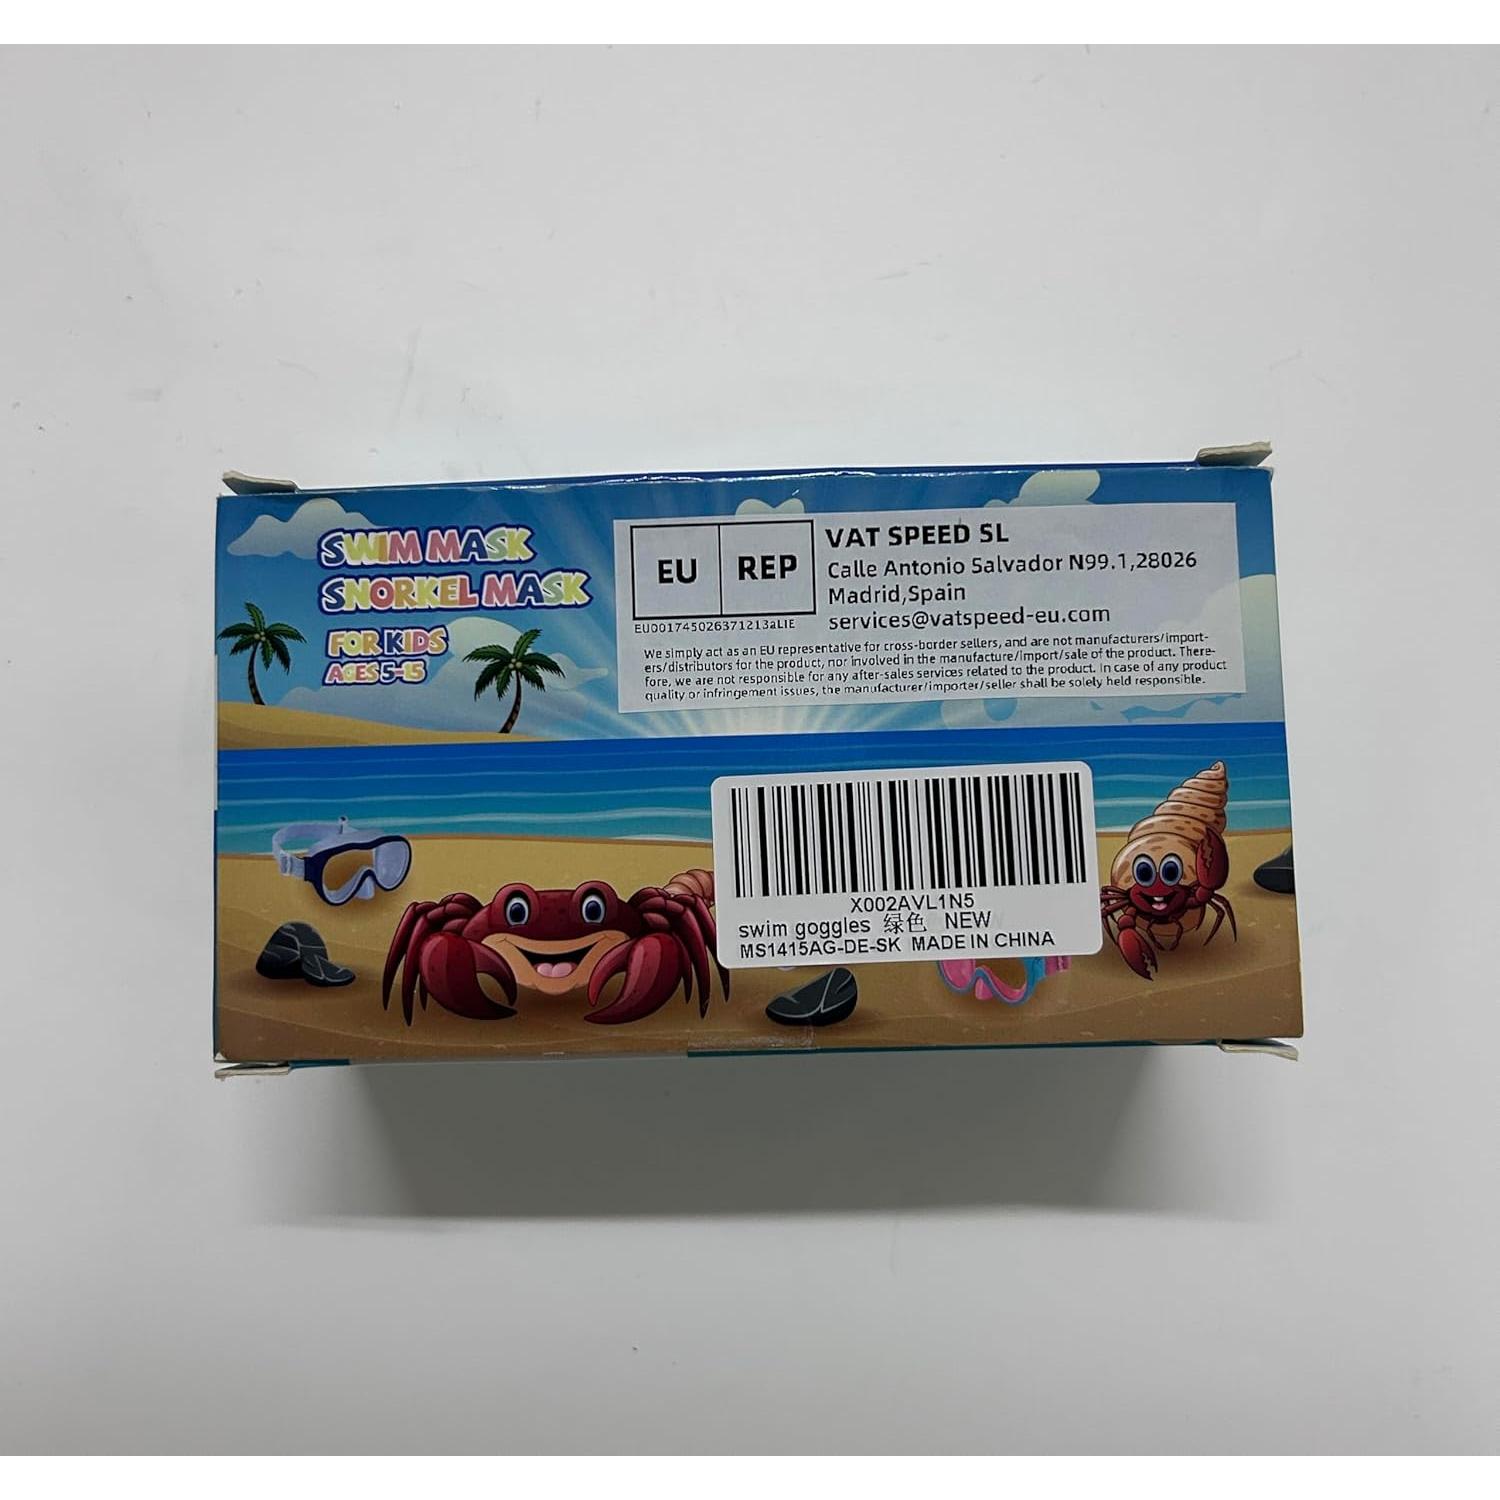 SWIM MASK
SNORKEL MASK
FOR KIDS
AGES 5-15
EU REP
EU001745026371213aLIE
VAT SPEED SL
Calle Antonio Salvador N99.1,28026
Madrid,Spain
services@vatspeed-eu.com
We simply act as an EU representative for cross-border sellers, and are not manufacturers/import-
ers/distributors for the product, nor involved in the manufacture/import/sale of the product. There-
fore, we are not responsible for any after-sales services related to the product. In case of any product
quality or infringement issues, the manufacturer/importer/seller shall be solely held responsible.
X002AVL1N5
swim goggles 绿色 NEW
MS1415AG-DE-SK MADE IN CHINA